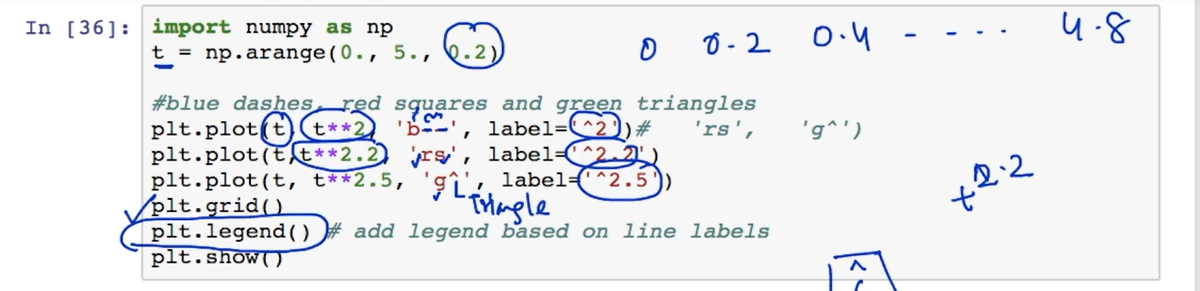 In [36]: import numpy as np
t = np.arange(0., 5., 0.2)
0 0.2 0.4 - - - - 4.8
#blue dashes, red squares and green triangles
plt.plot(t, t**2, 'b--', label='^2')# 'rs', 'g^')
plt.plot(t,t**2.2, 'rs', label='^2.2')
plt.plot(t, t**2.5, 'g^', label='^2.5')
t2.2
Triangle
plt.grid()
plt.legend() # add legend based on line labels
plt.show()